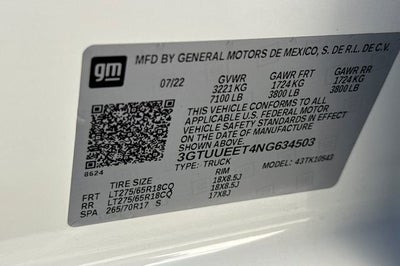 gm
MFD BY GENERAL MOTORS DE MEXICO, S. DE R.L. DE C.V.
07/22 GVWR GAWR FRT GAWR RR
3221 KG 1724 KG 1724 KG
7100 LB 3800 LB 3800 LB
THIS VEHICLE CONFORMS TO ALL
APPLICABLE U.S. FEDERAL MOTOR
VEHICLE SAFETY STANDARDS IN EFFECT
ON THE DATE OF MANUFACTURE
SHOWN ABOVE.
3GTUUEET4NG634503
8624 TYPE: TRUCK 43TK10543
TIRE SIZE RIM
FRT LT275/65R18CQ 18X8.5J
RR LT275/65R18CQ 18X8.5J
SPA 265/70R17 S 17X8J